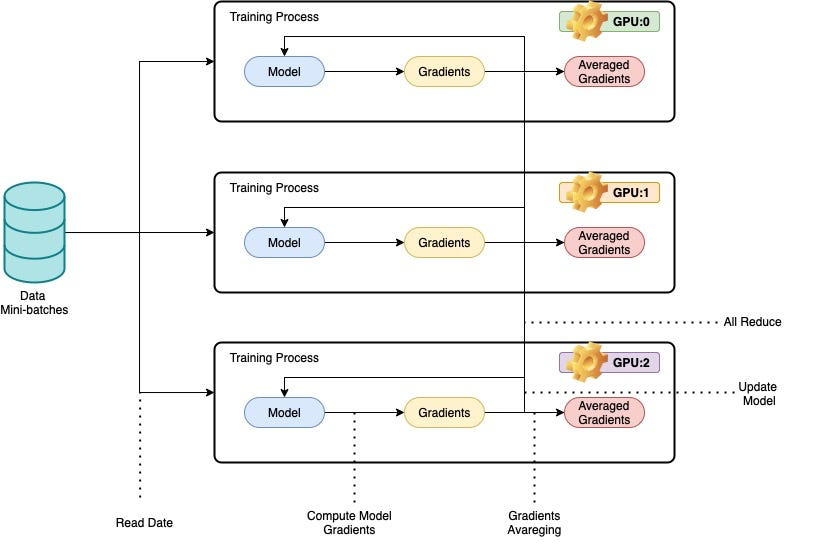 Training Process
GPU:0
Model
Gradients
Averaged
Gradients
Training Process
GPU:1
Model
Gradients
Averaged
Gradients
Data
Mini-batches
All Reduce
Training Process
GPU:2
Model
Gradients
Averaged
Gradients
Update
Model
Read Date
Compute Model
Gradients
Gradients
Avareging